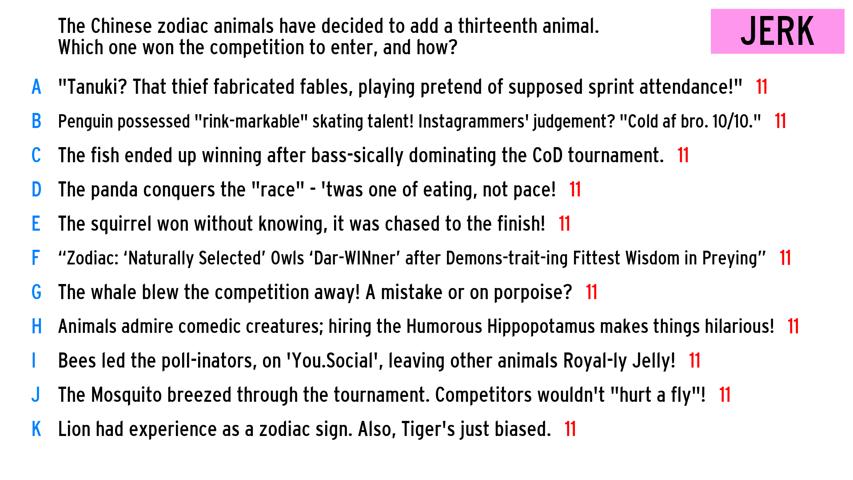 The Chinese zodiac animals have decided to add a thirteenth animal.
Which one won the competition to enter, and how?
JERK
A "Tanuki? That thief fabricated fables, playing pretend of supposed sprint attendance!" 11
B Penguin possessed "rink-markable" skating talent! Instagrammers' judgement? "Cold af bro. 10/10." 11
C The fish ended up winning after bass-sically dominating the CoD tournament. 11
D The panda conquers the "race" - 'twas one of eating, not pace! 11
E The squirrel won without knowing, it was chased to the finish! 11
F “Zodiac: ‘Naturally Selected’ Owls ‘Dar-WINner’ after Demons-trait-ing Fittest Wisdom in Preying” 11
G The whale blew the competition away! A mistake or on porpoise? 11
H Animals admire comedic creatures; hiring the Humorous Hippopotamus makes things hilarious! 11
I Bees led the poll-inators, on 'You.Social', leaving other animals Royal-ly Jelly! 11
J The Mosquito breezed through the tournament. Competitors wouldn't "hurt a fly"! 11
K Lion had experience as a zodiac sign. Also, Tiger's just biased. 11